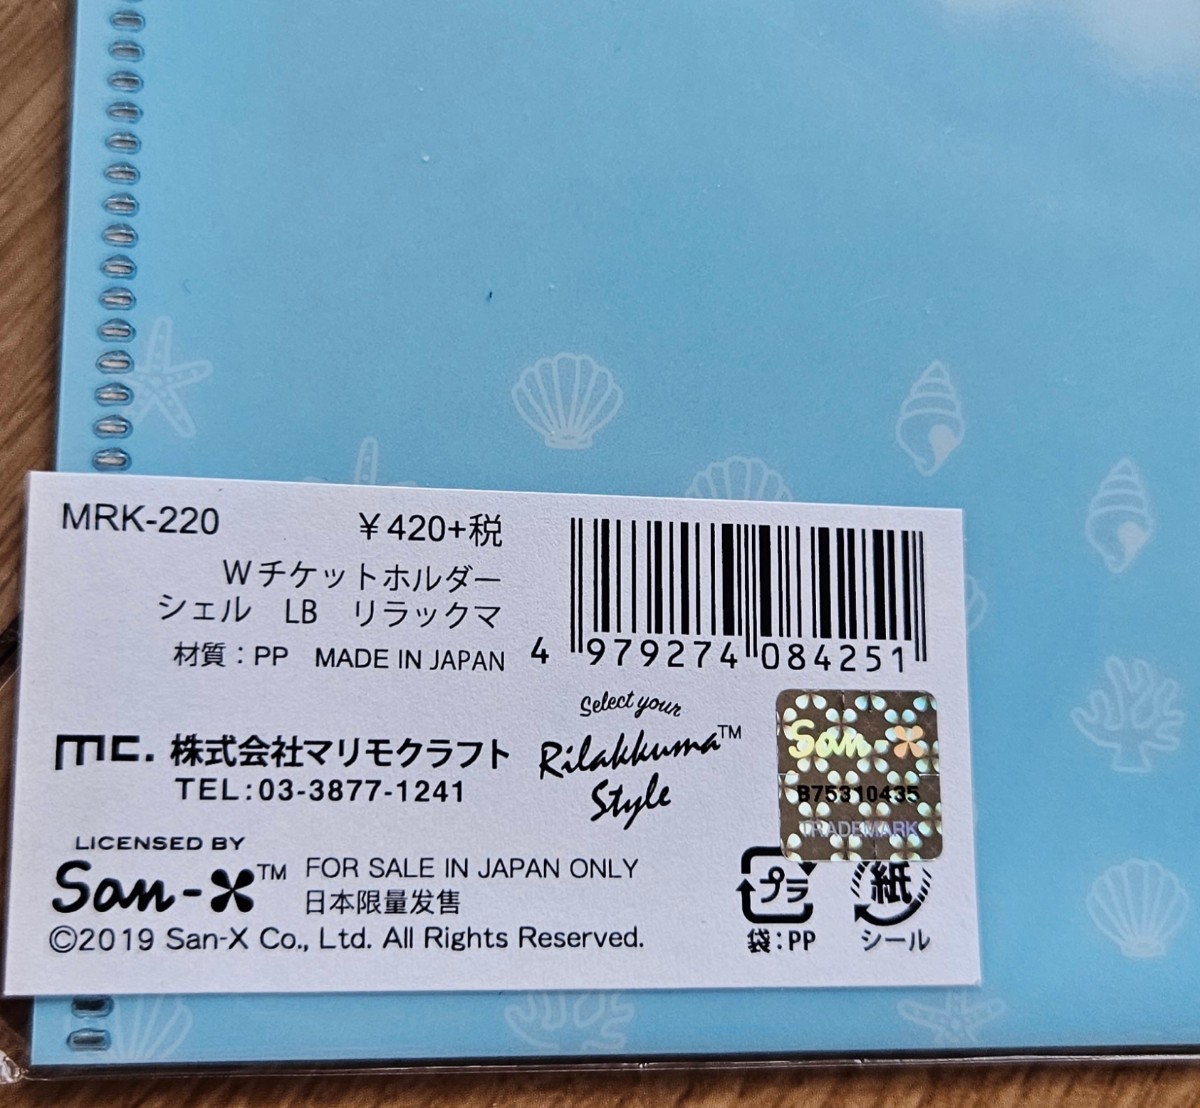 MRK-220 ¥420+税
Wチケットホルダー
シェル LB リラックマ
材質：PP MADE IN JAPAN
4 979274 084251
mc. 株式会社マリモクラフト
TEL:03-3877-1241
Select your
Rilakkuma™
Style
San-X
B75310435
TRADEMARK
LICENSED BY
San-X™ FOR SALE IN JAPAN ONLY
日本限量发售
©2019 San-X Co., Ltd. All Rights Reserved.
プラ
袋：PP
紙
シール